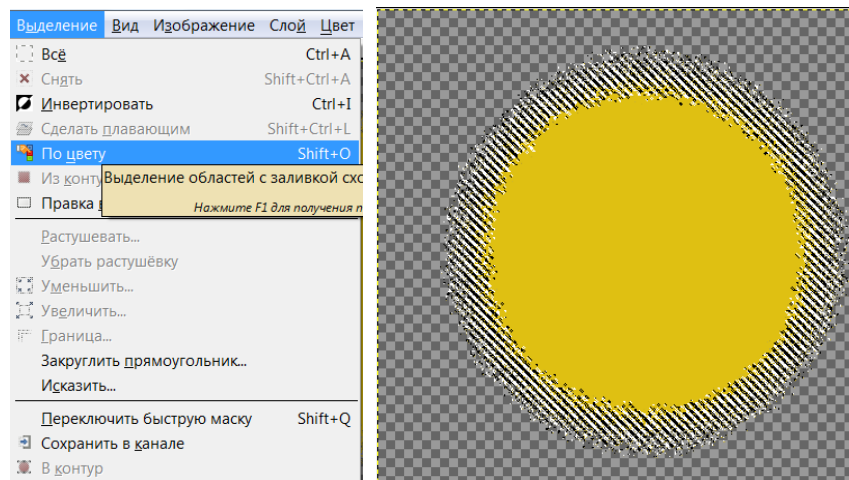 Выделение Вид Изображение Слой Цвет
Всё Ctrl+A
Снять Shift+Ctrl+A
Инвертировать Ctrl+I
Сделать плавающим Shift+Ctrl+L
По цвету Shift+O
Из конту
Выделение областей с заливкой схо
Правка
Нажмите F1 для получения п
Растушевать...
Убрать растушёвку
Уменьшить...
Увеличить...
Граница...
Закруглить прямоугольник...
Исказить...
Переключить быструю маску Shift+Q
Сохранить в канале
В контур